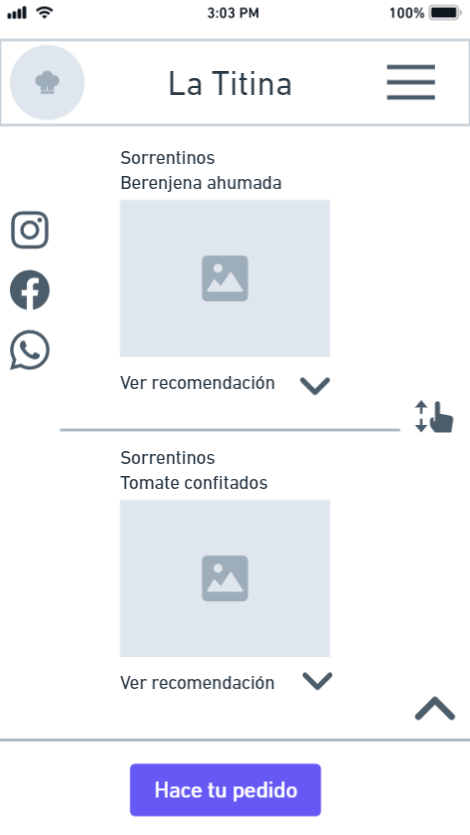 3:03 PM
100%
La Titina
Sorrentinos
Berenjena ahumada
Ver recomendación
Sorrentinos
Tomate confitados
Ver recomendación
Hace tu pedido